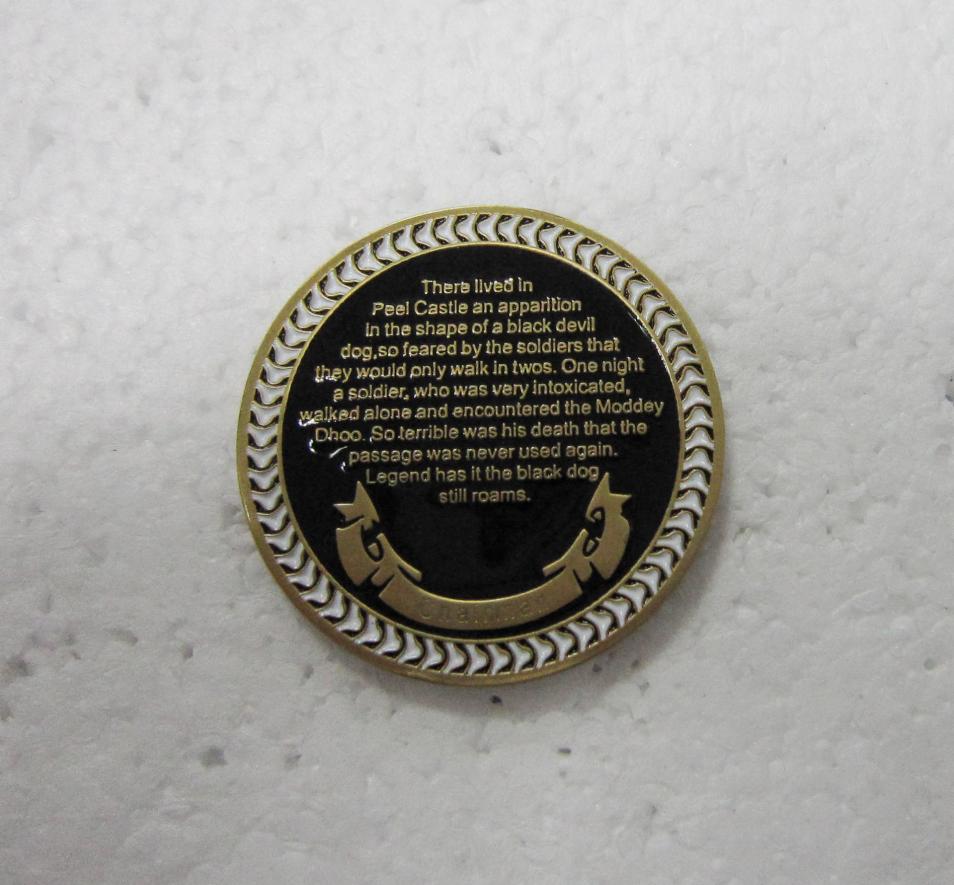 There lived in
Peel Castle an apparition
in the shape of a black devil
dog,so feared by the soldiers that
they would only walk in twos. One night
a soldier, who was very intoxicated,
walked alone and encountered the Moddey
Dhoo. So terrible was his death that the
passage was never used again.
Legend has it the black dog
still roams.
Chairman